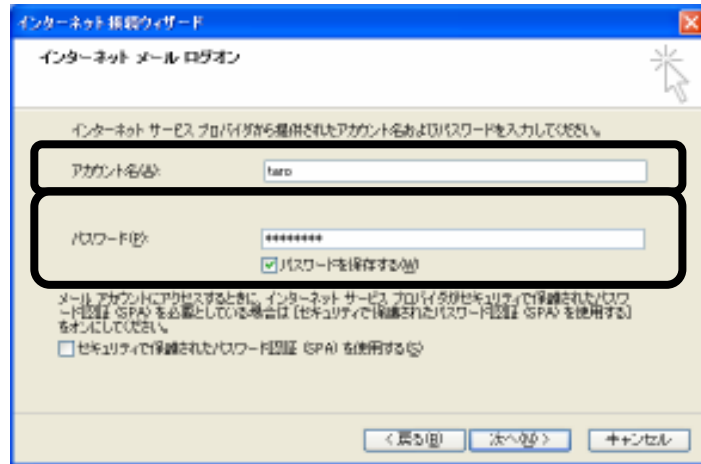 インターネット接続ウィザード
インターネット メール ログオン
インターネット サービス プロバイダから提供されたアカウント名およびパスワードを入力してください。
アカウント名(A):
taro
パスワード(P):
********
パスワードを保存する(W)
メール アカウントにアクセスするときに、インターネット サービス プロバイダがセキュリティで保護されたパスワ
ード認証 (SPA) を必要としている場合は [セキュリティで保護されたパスワード認証 (SPA) を使用する]
をオンにしてください。
セキュリティで保護されたパスワード認証 (SPA) を使用する(S)
< 戻る(B)
次へ(N) >
キャンセル